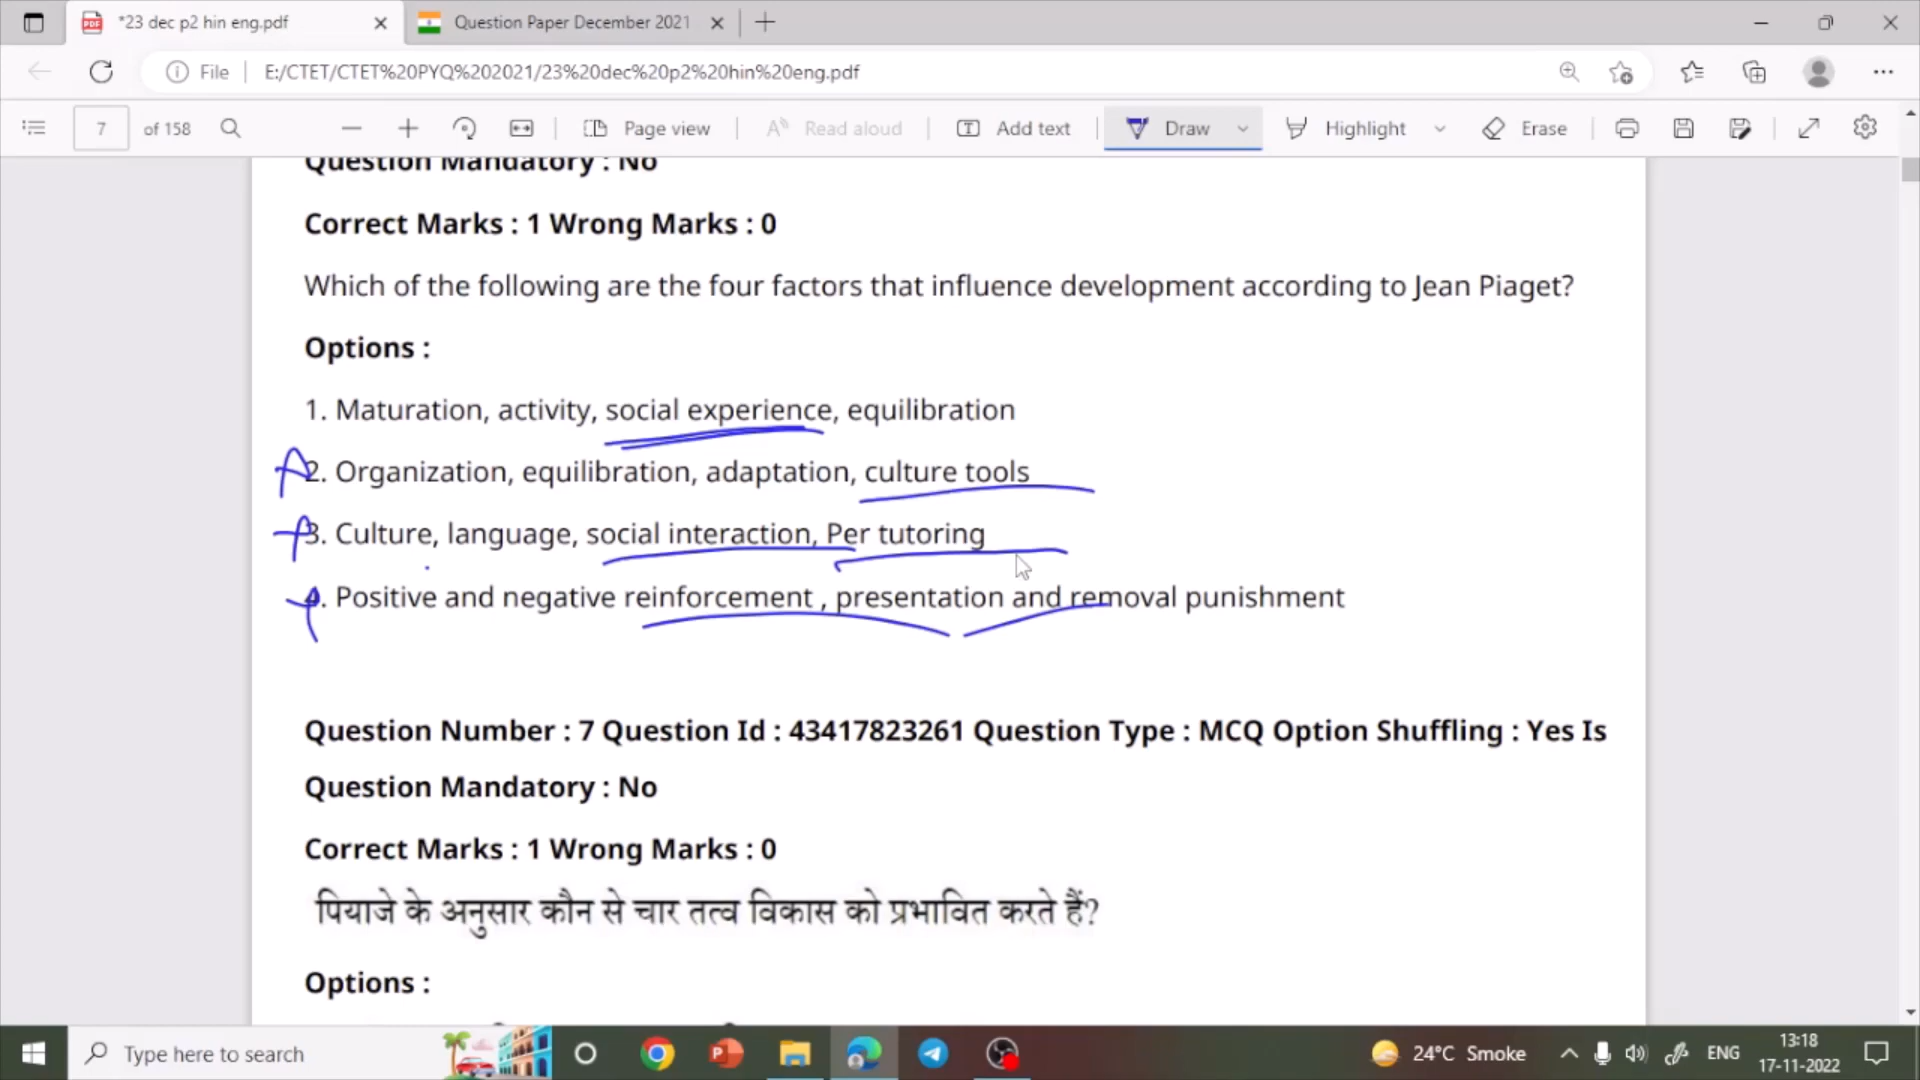 *23 dec p2 hin eng.pdf
Question Paper December 2021
File
E:/CTET/CTET%20PYQ%202021/23%20dec%20p2%20hin%20eng.pdf
7 of 158
Page view
Read aloud
Add text
Draw
Highlight
Erase
Question Mandatory : No
Correct Marks : 1 Wrong Marks : 0
Which of the following are the four factors that influence development according to Jean Piaget?
Options :
1. Maturation, activity, social experience, equilibration
2. Organization, equilibration, adaptation, culture tools
3. Culture, language, social interaction, Per tutoring
4. Positive and negative reinforcement , presentation and removal punishment
Question Number : 7 Question Id : 43417823261 Question Type : MCQ Option Shuffling : Yes Is
Question Mandatory : No
Correct Marks : 1 Wrong Marks : 0
पियाजे के अनुसार कौन से चार तत्व विकास को प्रभावित करते हैं?
Options :
Type here to search
24°C Smoke
ENG
13:18
17-11-2022